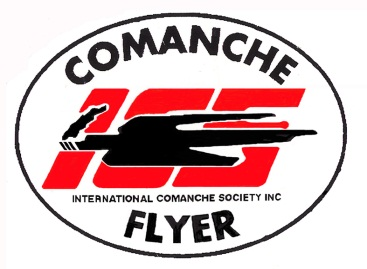 COMANCHE
ICS
INTERNATIONAL COMANCHE SOCIETY INC
FLYER